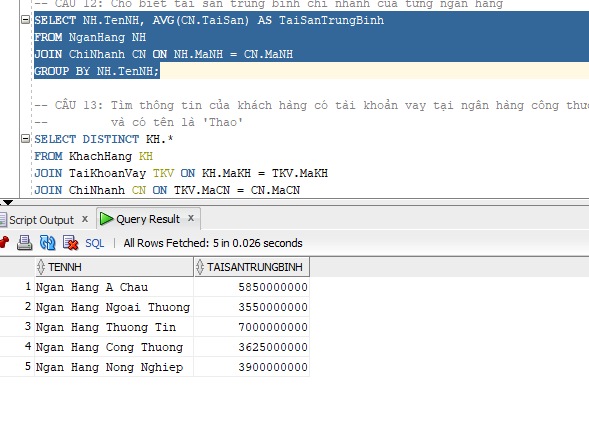 -- CÂU 12: Cho biết tài sản trung bình chi nhánh của từng ngân hàng
SELECT NH.TenNH, AVG(CN.TaiSan) AS TaiSanTrungBinh
FROM NganHang NH
JOIN ChiNhanh CN ON NH.MaNH = CN.MaNH
GROUP BY NH.TenNH;
-- CÂU 13: Tìm thông tin của khách hàng có tài khoản vay tại ngân hàng công thươ
-- và có tên là 'Thao'
SELECT DISTINCT KH.*
FROM KhachHang KH
JOIN TaiKhoanVay TKV ON KH.MaKH = TKV.MaKH
JOIN ChiNhanh CN ON TKV.MaCN = CN.MaCN
Script Output x Query Result x
SQL | All Rows Fetched: 5 in 0.026 seconds
TENNH TAISANTRUNGBINH
1 Ngan Hang A Chau 5850000000
2 Ngan Hang Ngoai Thuong 3550000000
3 Ngan Hang Thuong Tin 7000000000
4 Ngan Hang Cong Thuong 3625000000
5 Ngan Hang Nong Nghiep 3900000000